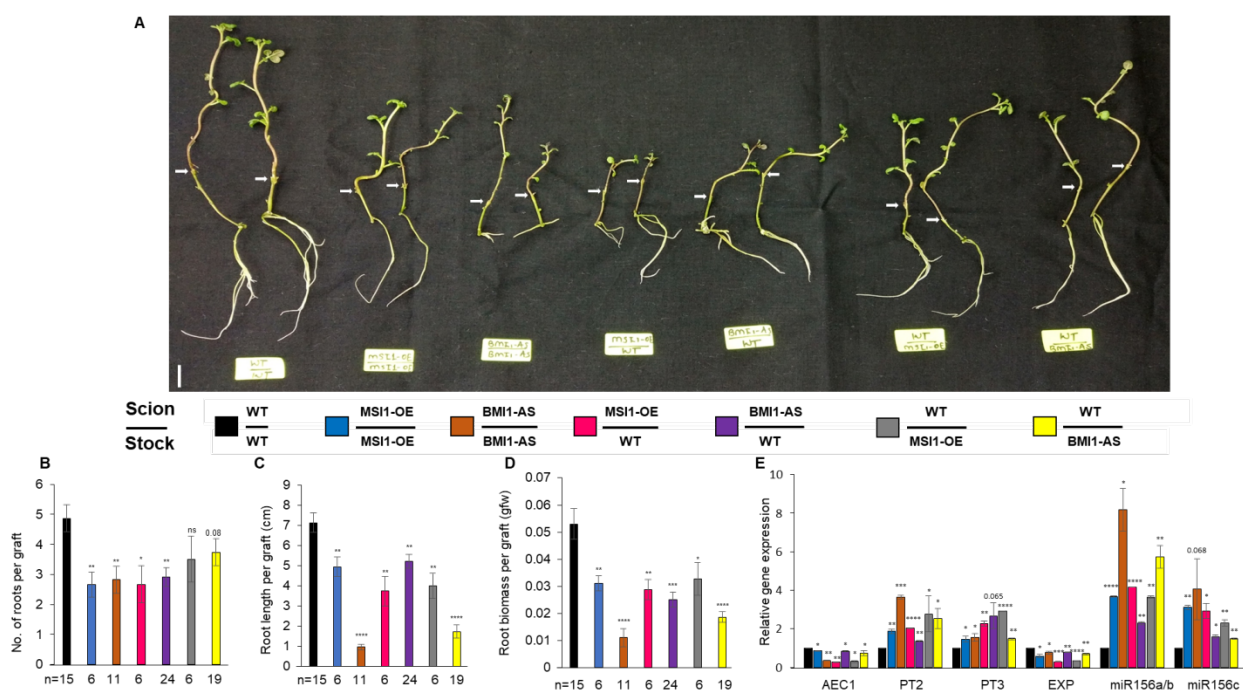 A
WT
WT
MSI1-OE
MSI1-OE
BMI1-AS
BMI1-AS
MSI1-OE
WT
BMI1-AS
WT
WT
MSI1-OE
WT
BMI1-AS
Scion
Stock
WT
WT
MSI1-OE
MSI1-OE
BMI1-AS
BMI1-AS
MSI1-OE
WT
BMI1-AS
WT
WT
MSI1-OE
WT
BMI1-AS
B
No. of roots per graft
6
5
4
3
2
1
0
** ** * ** ns 0.08
n=15 6 11 6 24 6 19
C
Root length per graft (cm)
9
8
7
6
5
4
3
2
1
0
** **** ** ** ** ****
n=15 6 11 6 24 6 19
D
Root biomass per graft (gfw)
0.07
0.06
0.05
0.04
0.03
0.02
0.01
0
** **** ** *** * ****
n=15 6 11 6 24 6 19
E
Relative gene expression
10
8
6
4
2
0
0.065
0.068
AEC1 PT2 PT3 EXP miR156a/b miR156c